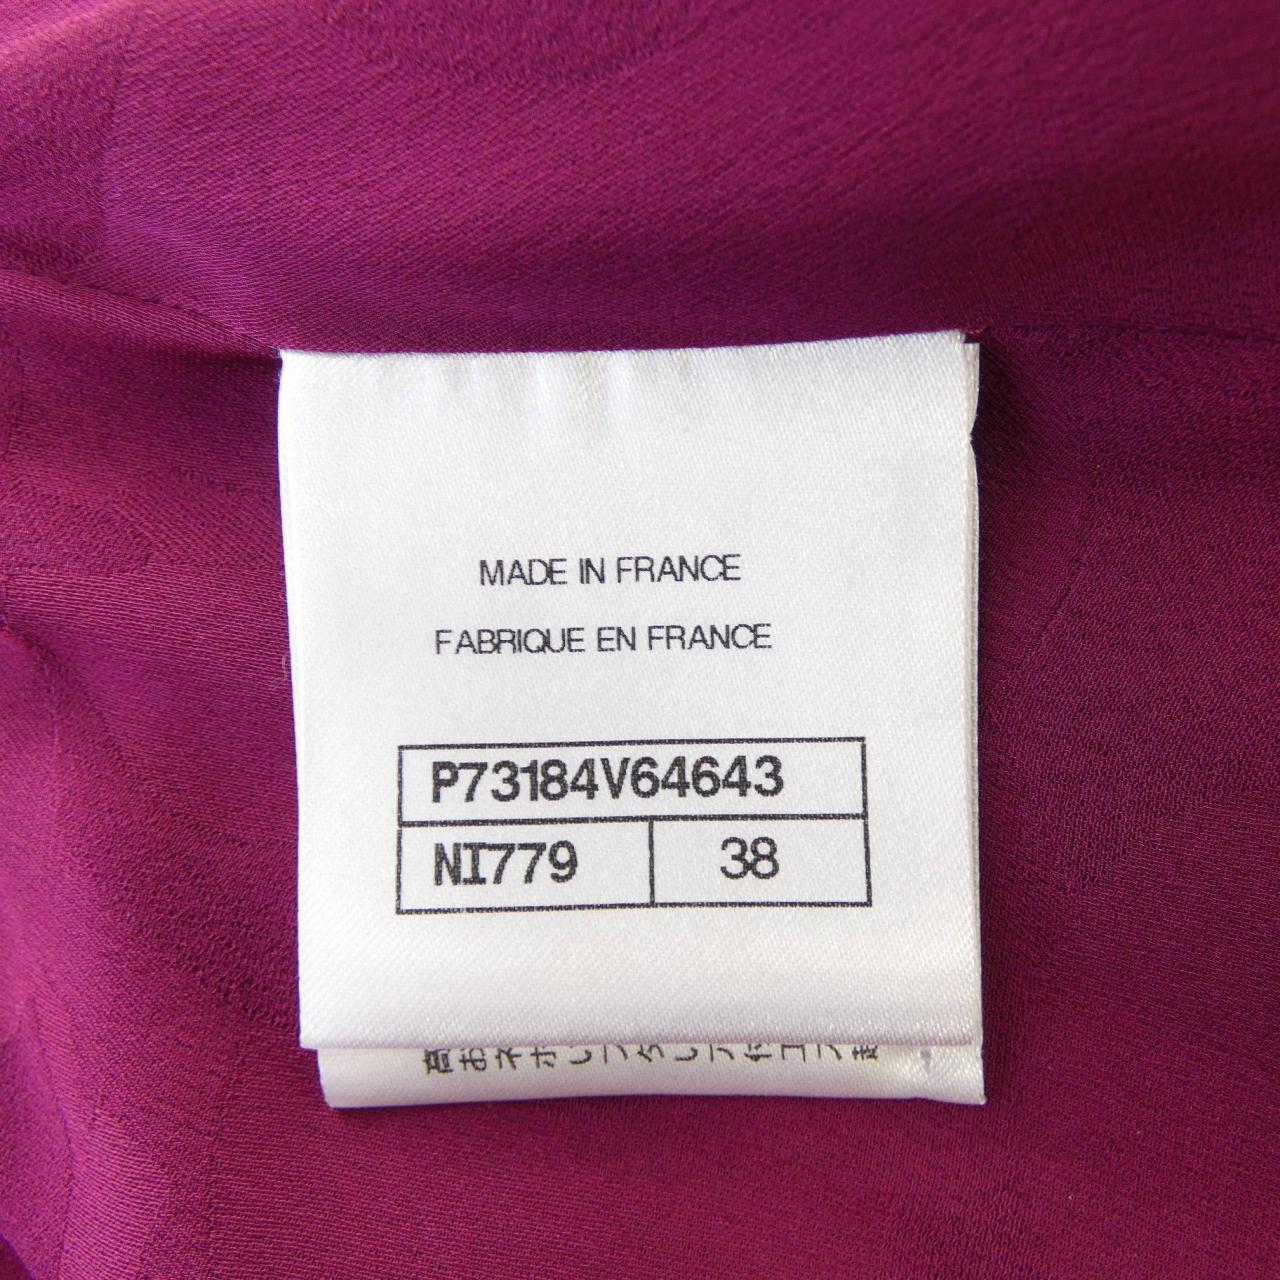 MADE IN FRANCE
FABRIQUE EN FRANCE
P73184V64643
NI779 38